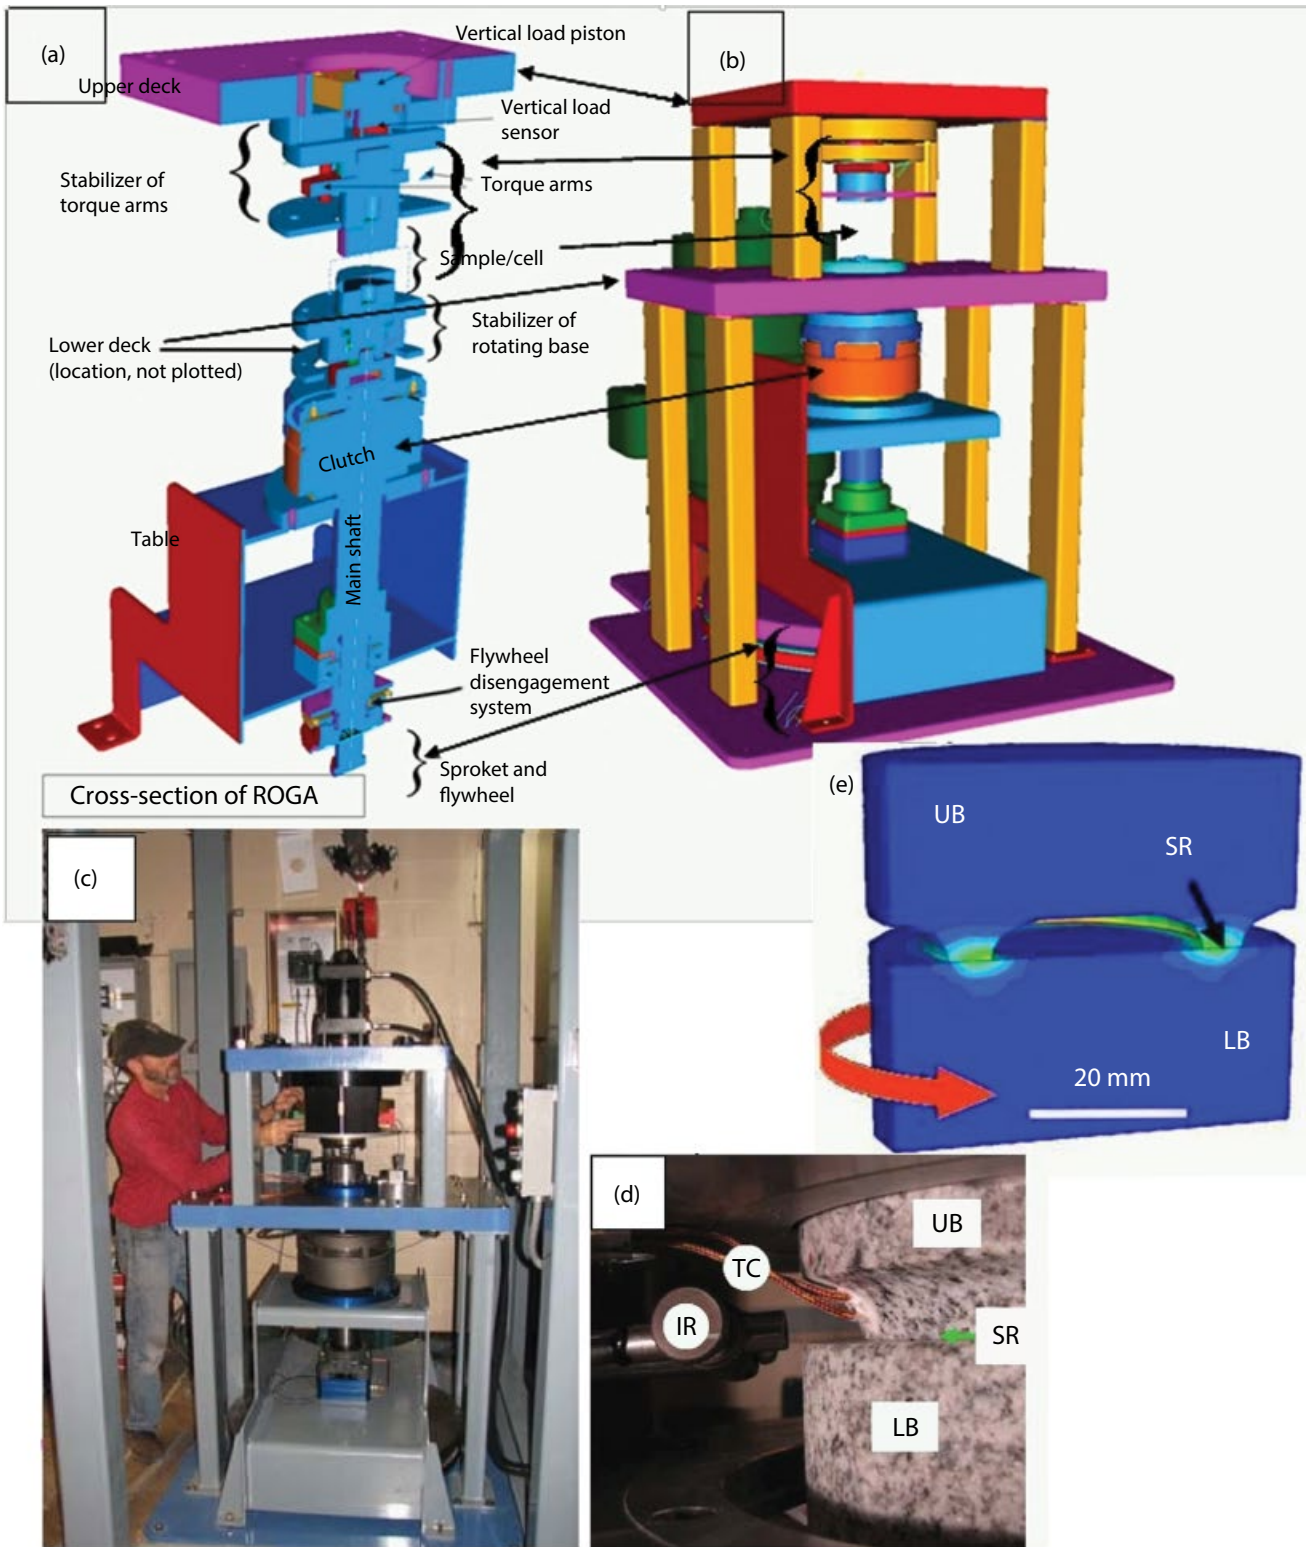 (a)
Vertical load piston
(b)
Upper deck
Vertical load
sensor
Stabilizer of
torque arms
Torque arms
Sample/cell
Stabilizer of
rotating base
Lower deck
(location, not plotted)
Clutch
Table
Main shaft
Flywheel
disengagement
system
Sproket and
flywheel
Cross-section of ROGA
(e)
UB
SR
LB
20 mm
(c)
(d)
UB
TC
IR
SR
LB